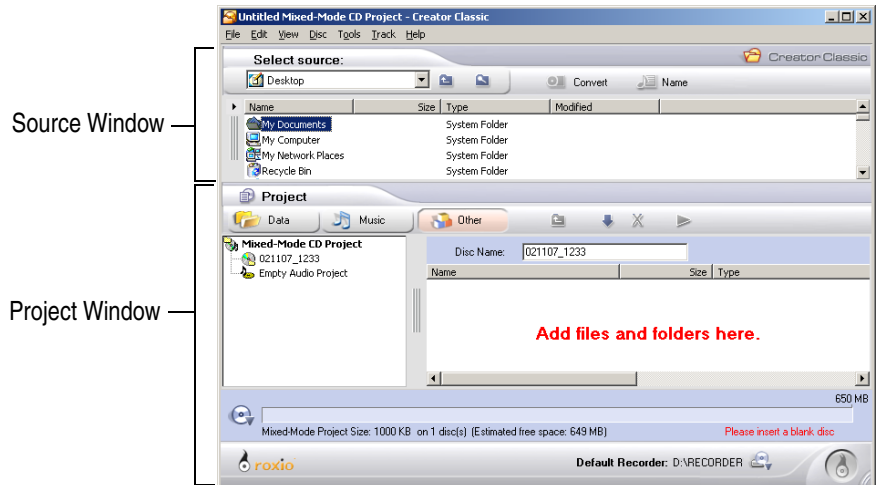 Untitled Mixed-Mode CD Project - Creator Classic
File Edit View Disc Tools Track Help
Select source:
Creator Classic
Desktop
Convert
Name
Name Size Type Modified
My Documents System Folder
My Computer System Folder
My Network Places System Folder
Recycle Bin System Folder
Source Window
Project
Data Music Other
Mixed-Mode CD Project
021107_1233
Empty Audio Project
Disc Name: 021107_1233
Name Size Type
Add files and folders here.
Project Window
650 MB
Mixed-Mode Project Size: 1000 KB on 1 disc(s) (Estimated free space: 649 MB)
Please insert a blank disc
roxio
Default Recorder: D:\RECORDER